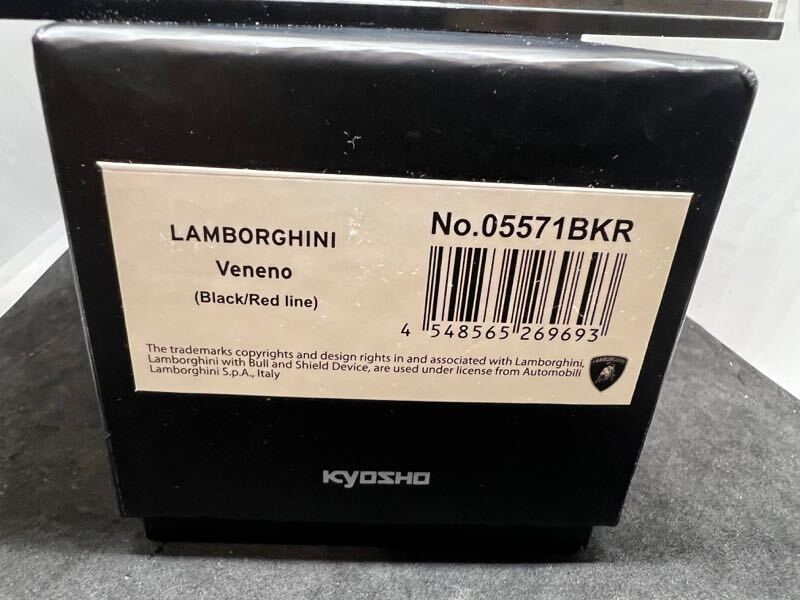 LAMBORGHINI
Veneno
(Black/Red line)
No.05571BKR
4 548565 269693
The trademarks copyrights and design rights in and associated with Lamborghini,
Lamborghini with Bull and Shield Device, are used under license from Automobili
Lamborghini S.p.A., Italy
LAMBORGHINI
KYOSHO